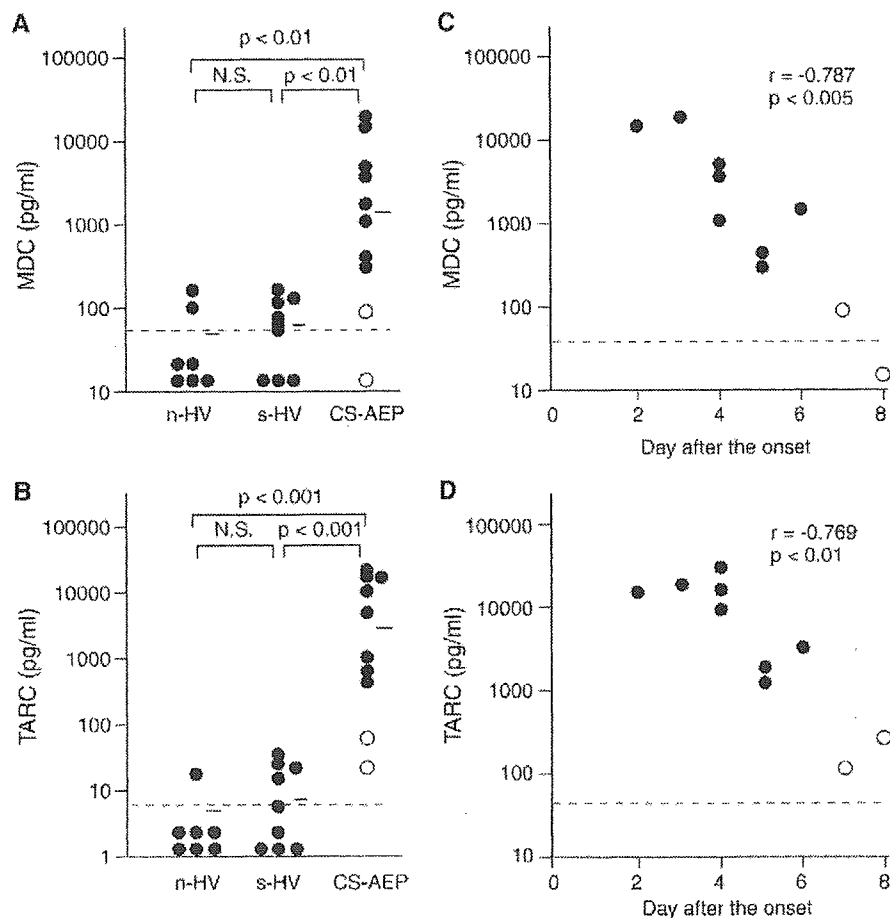 A
p < 0.01
N.S.
p < 0.01
MDC (pg/ml)
100000
10000
1000
100
10
n-HV
s-HV
CS-AEP
C
r = -0.787
p < 0.005
MDC (pg/ml)
100000
10000
1000
100
10
0
2
4
6
8
Day after the onset
B
p < 0.001
N.S.
p < 0.001
TARC (pg/ml)
100000
10000
1000
100
10
1
n-HV
s-HV
CS-AEP
D
r = -0.769
p < 0.01
TARC (pg/ml)
100000
10000
1000
100
10
0
2
4
6
8
Day after the onset